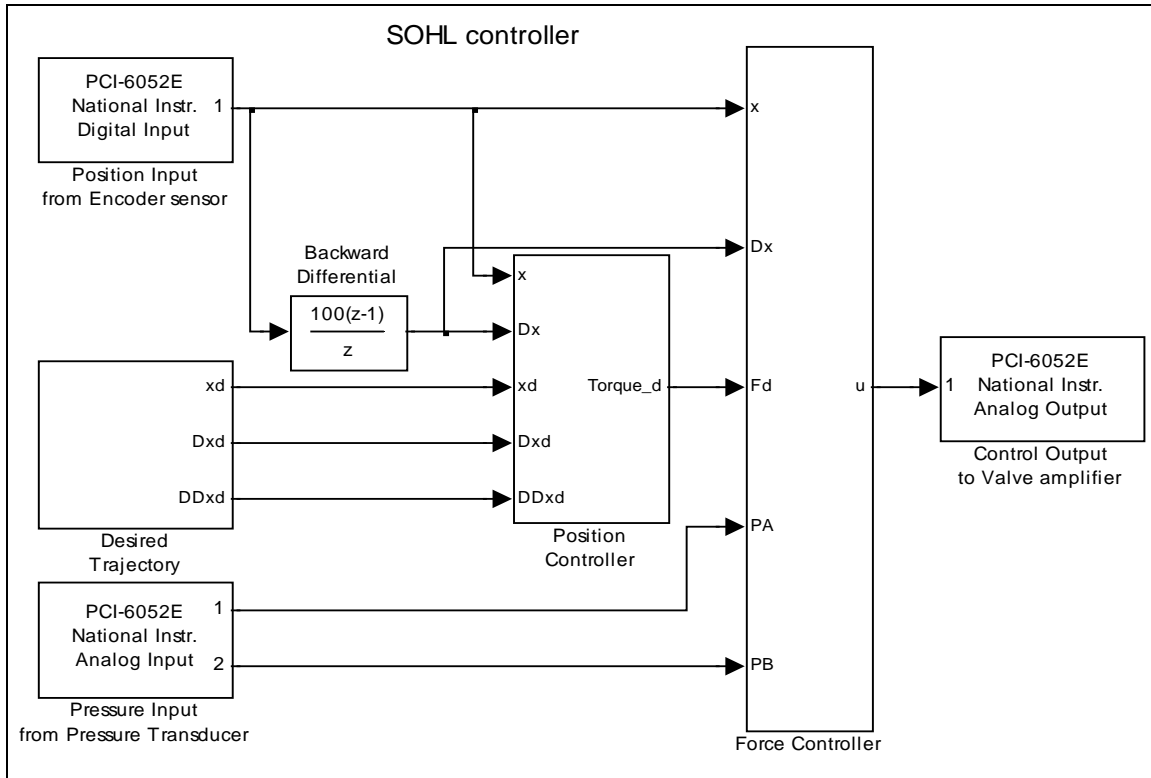 SOHL controller
PCI-6052E
National Instr.
Digital Input
1
Position Input
from Encoder sensor
Backward
Differential
100(z-1)
z
xd
Dxd
DDxd
Desired
Trajectory
PCI-6052E
National Instr.
Analog Input
1
2
Pressure Input
from Pressure Transducer
x
Dx
xd
Dxd
DDxd
Torque_d
Position
Controller
x
Dx
Fd
PA
PB
u
Force Controller
1
PCI-6052E
National Instr.
Analog Output
Control Output
to Valve amplifier